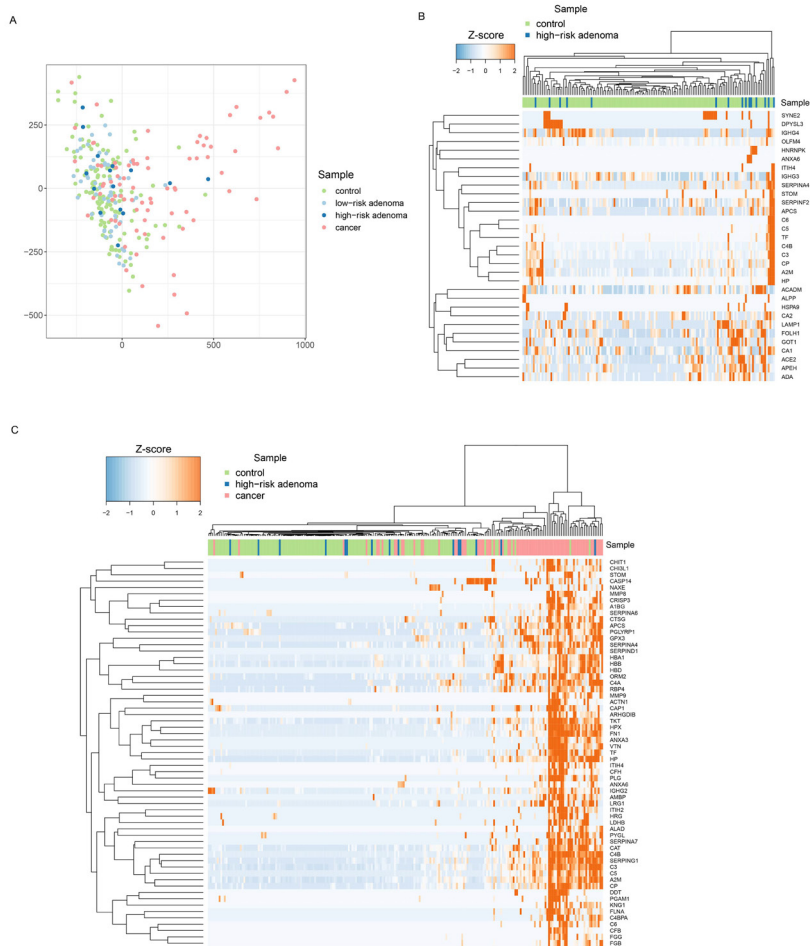 A
250
0
−250
−500
0
500
1000
Sample
control
low-risk adenoma
high-risk adenoma
cancer
B
Sample
control
high-risk adenoma
Z-score
−2 −1 0 1 2
Sample
SYNE2
DPYSL3
IGHG4
OLFM4
HNRNPK
ANXA6
ITIH4
IGHG3
SERPINA4
STOM
SERPINF2
APCS
C6
C5
TF
C4B
C3
CP
A2M
HP
ACADM
ALPP
HSPA9
CA2
LAMP1
FOLH1
GOT1
CA1
ACE2
APEH
ADA
C
Z-score
−2 −1 0 1 2
Sample
control
high-risk adenoma
cancer
Sample
CHIT1
CHI3L1
STOM
CASP14
NAXE
MMP8
CRISP3
A1BG
SERPINA6
CTSG
APCS
PGLYRP1
GPX3
SERPINA4
SERPIND1
HBA1
HBB
HBD
ORM2
C4A
RBP4
MMP9
ACTN1
CAP1
ARHGDIB
TKT
HPX
FN1
ANXA3
VTN
TF
HP
ITIH4
CFH
PLG
ANXA6
IGHG2
AMBP
LRG1
ITIH2
HRG
LDHB
ALAD
PYGL
SERPINA7
CAT
C4B
SERPING1
C3
C5
A2M
CP
DDT
PGAM1
KNG1
FLNA
C4BPA
C6
CFB
FGG
FGB